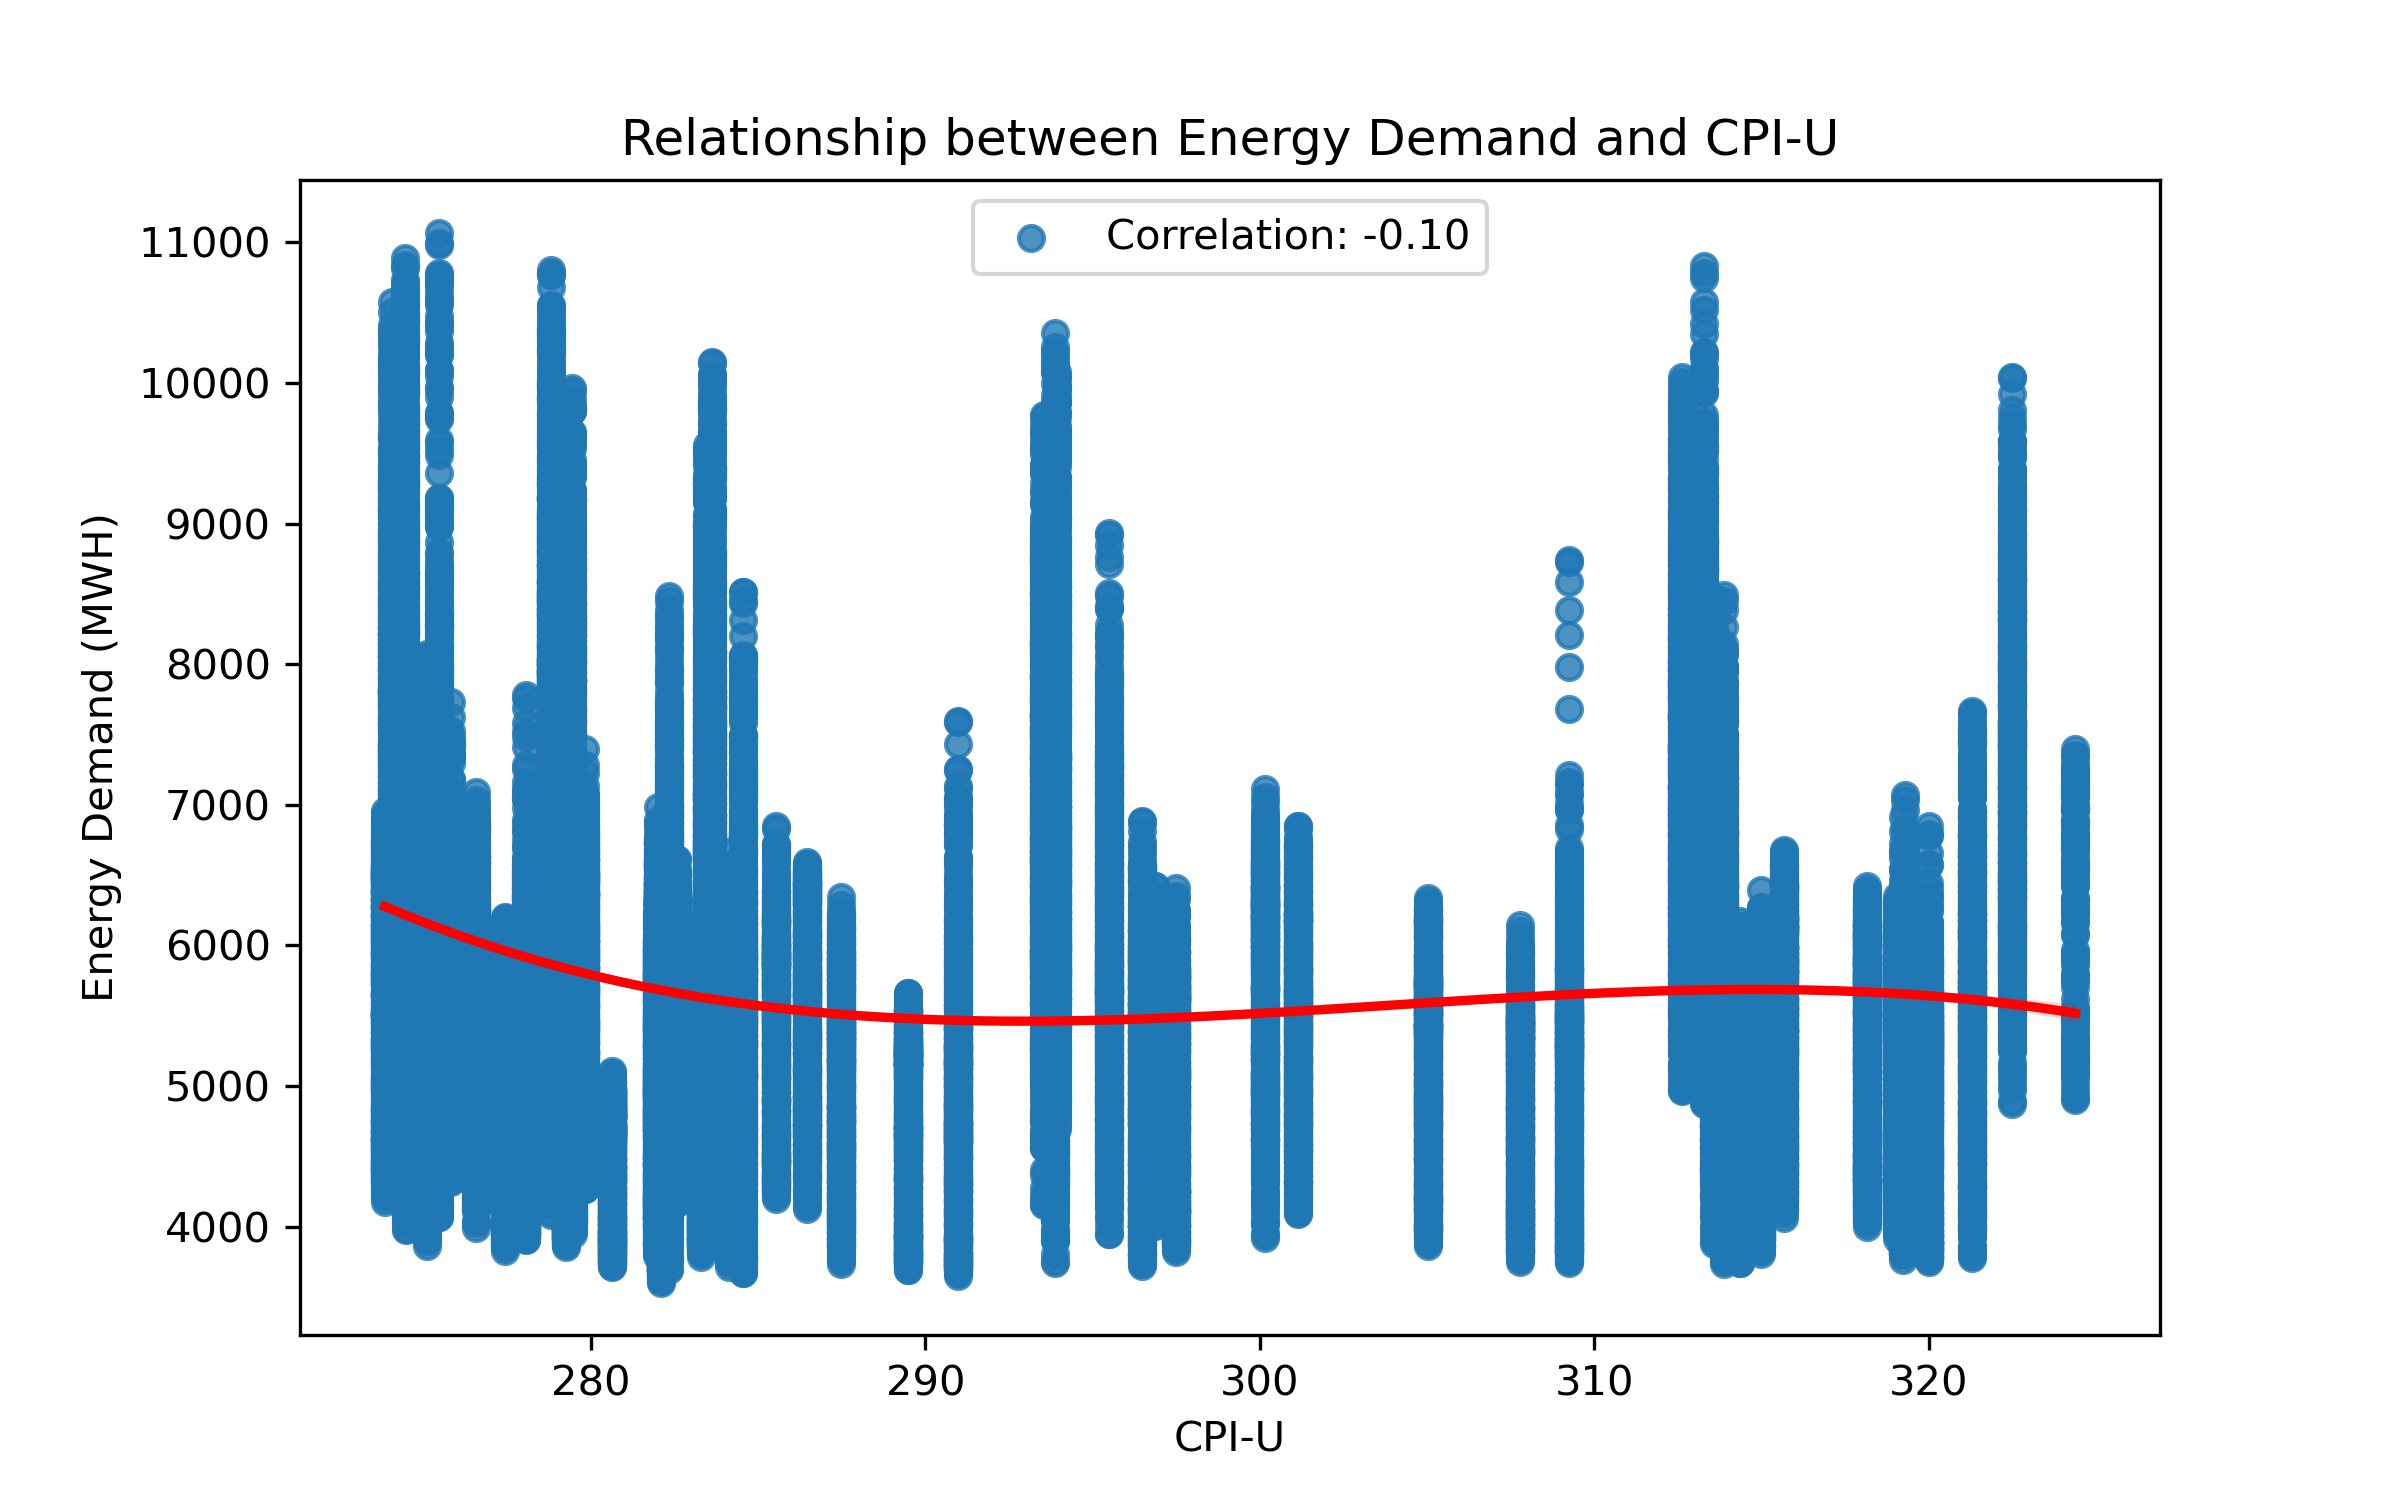 Relationship between Energy Demand and CPI-U
Correlation: -0.10
11000
10000
9000
8000
7000
6000
5000
4000
Energy Demand (MWH)
280 290 300 310 320
CPI-U